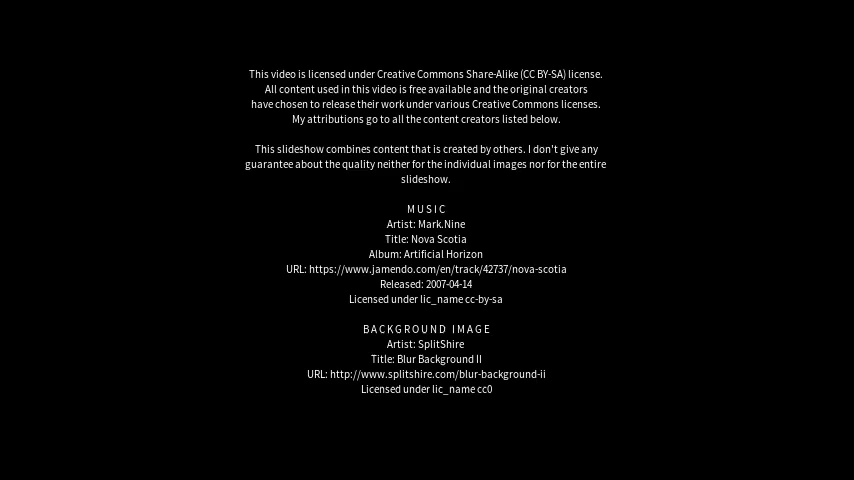 This video is licensed under Creative Commons Share-Alike (CC BY-SA) license.
All content used in this video is free available and the original creators
have chosen to release their work under various Creative Commons licenses.
My attributions go to all the content creators listed below.
This slideshow combines content that is created by others. I don't give any
guarantee about the quality neither for the individual images nor for the entire
slideshow.
MUSIC
Artist: Mark.Nine
Title: Nova Scotia
Album: Artificial Horizon
URL: https://www.jamendo.com/en/track/42737/nova-scotia
Released: 2007-04-14
Licensed under lic_name cc-by-sa
BACKGROUND IMAGE
Artist: SplitShire
Title: Blur Background II
URL: http://www.splitshire.com/blur-background-ii
Licensed under lic_name cc0